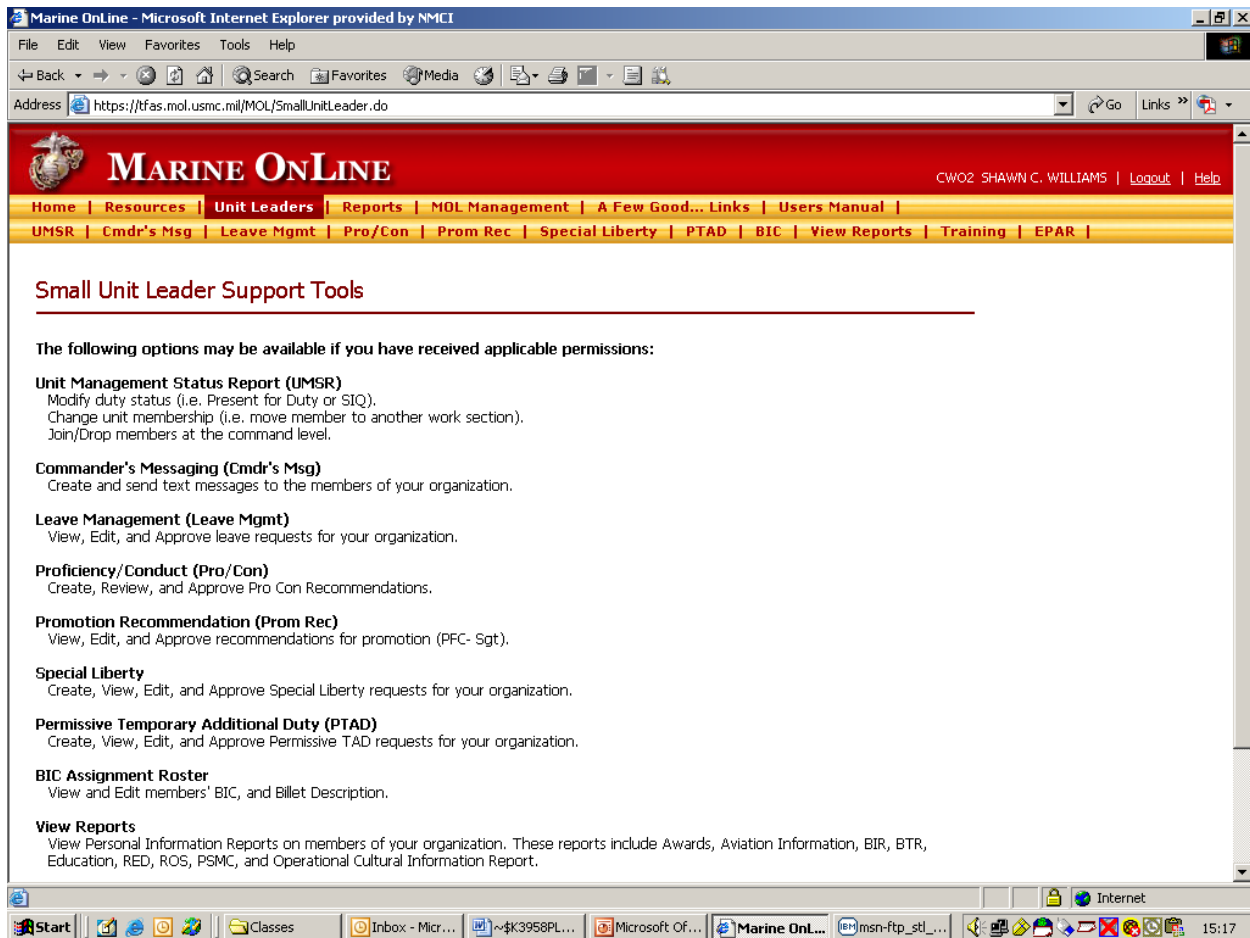 Marine OnLine - Microsoft Internet Explorer provided by NMCI
File Edit View Favorites Tools Help
Back Search Favorites Media
Address https://tfas.mol.usmc.mil/MOL/SmallUnitLeader.do Go Links »
MARINE ONLINE
CWO2 SHAWN C. WILLIAMS | Logout | Help
Home | Resources | Unit Leaders | Reports | MOL Management | A Few Good... Links | Users Manual |
UMSR | Cmdr's Msg | Leave Mgmt | Pro/Con | Prom Rec | Special Liberty | PTAD | BIC | View Reports | Training | EPAR |
Small Unit Leader Support Tools
The following options may be available if you have received applicable permissions:
Unit Management Status Report (UMSR)
Modify duty status (i.e. Present for Duty or SIQ).
Change unit membership (i.e. move member to another work section).
Join/Drop members at the command level.
Commander's Messaging (Cmdr's Msg)
Create and send text messages to the members of your organization.
Leave Management (Leave Mgmt)
View, Edit, and Approve leave requests for your organization.
Proficiency/Conduct (Pro/Con)
Create, Review, and Approve Pro Con Recommendations.
Promotion Recommendation (Prom Rec)
View, Edit, and Approve recommendations for promotion (PFC- Sgt).
Special Liberty
Create, View, Edit, and Approve Special Liberty requests for your organization.
Permissive Temporary Additional Duty (PTAD)
Create, View, Edit, and Approve Permissive TAD requests for your organization.
BIC Assignment Roster
View and Edit members' BIC, and Billet Description.
View Reports
View Personal Information Reports on members of your organization. These reports include Awards, Aviation Information, BIR, BTR,
Education, RED, ROS, PSMC, and Operational Cultural Information Report.
Internet
Start Classes Inbox - Micr... ~$K3958PL... Microsoft Of... Marine OnL... msn-ftp_stl_... 15:17